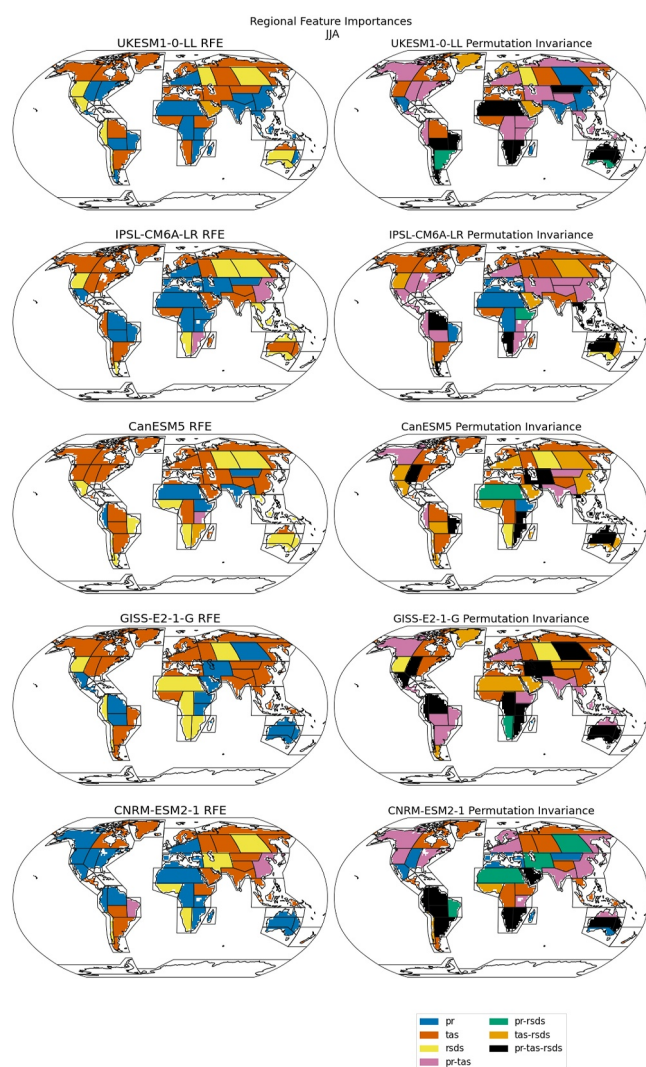 Regional Feature Importances
JJA
UKESM1-0-LL RFE
UKESM1-0-LL Permutation Invariance
IPSL-CM6A-LR RFE
IPSL-CM6A-LR Permutation Invariance
CanESM5 RFE
CanESM5 Permutation Invariance
GISS-E2-1-G RFE
GISS-E2-1-G Permutation Invariance
CNRM-ESM2-1 RFE
CNRM-ESM2-1 Permutation Invariance
pr
tas
rsds
pr-tas
pr-rsds
tas-rsds
pr-tas-rsds